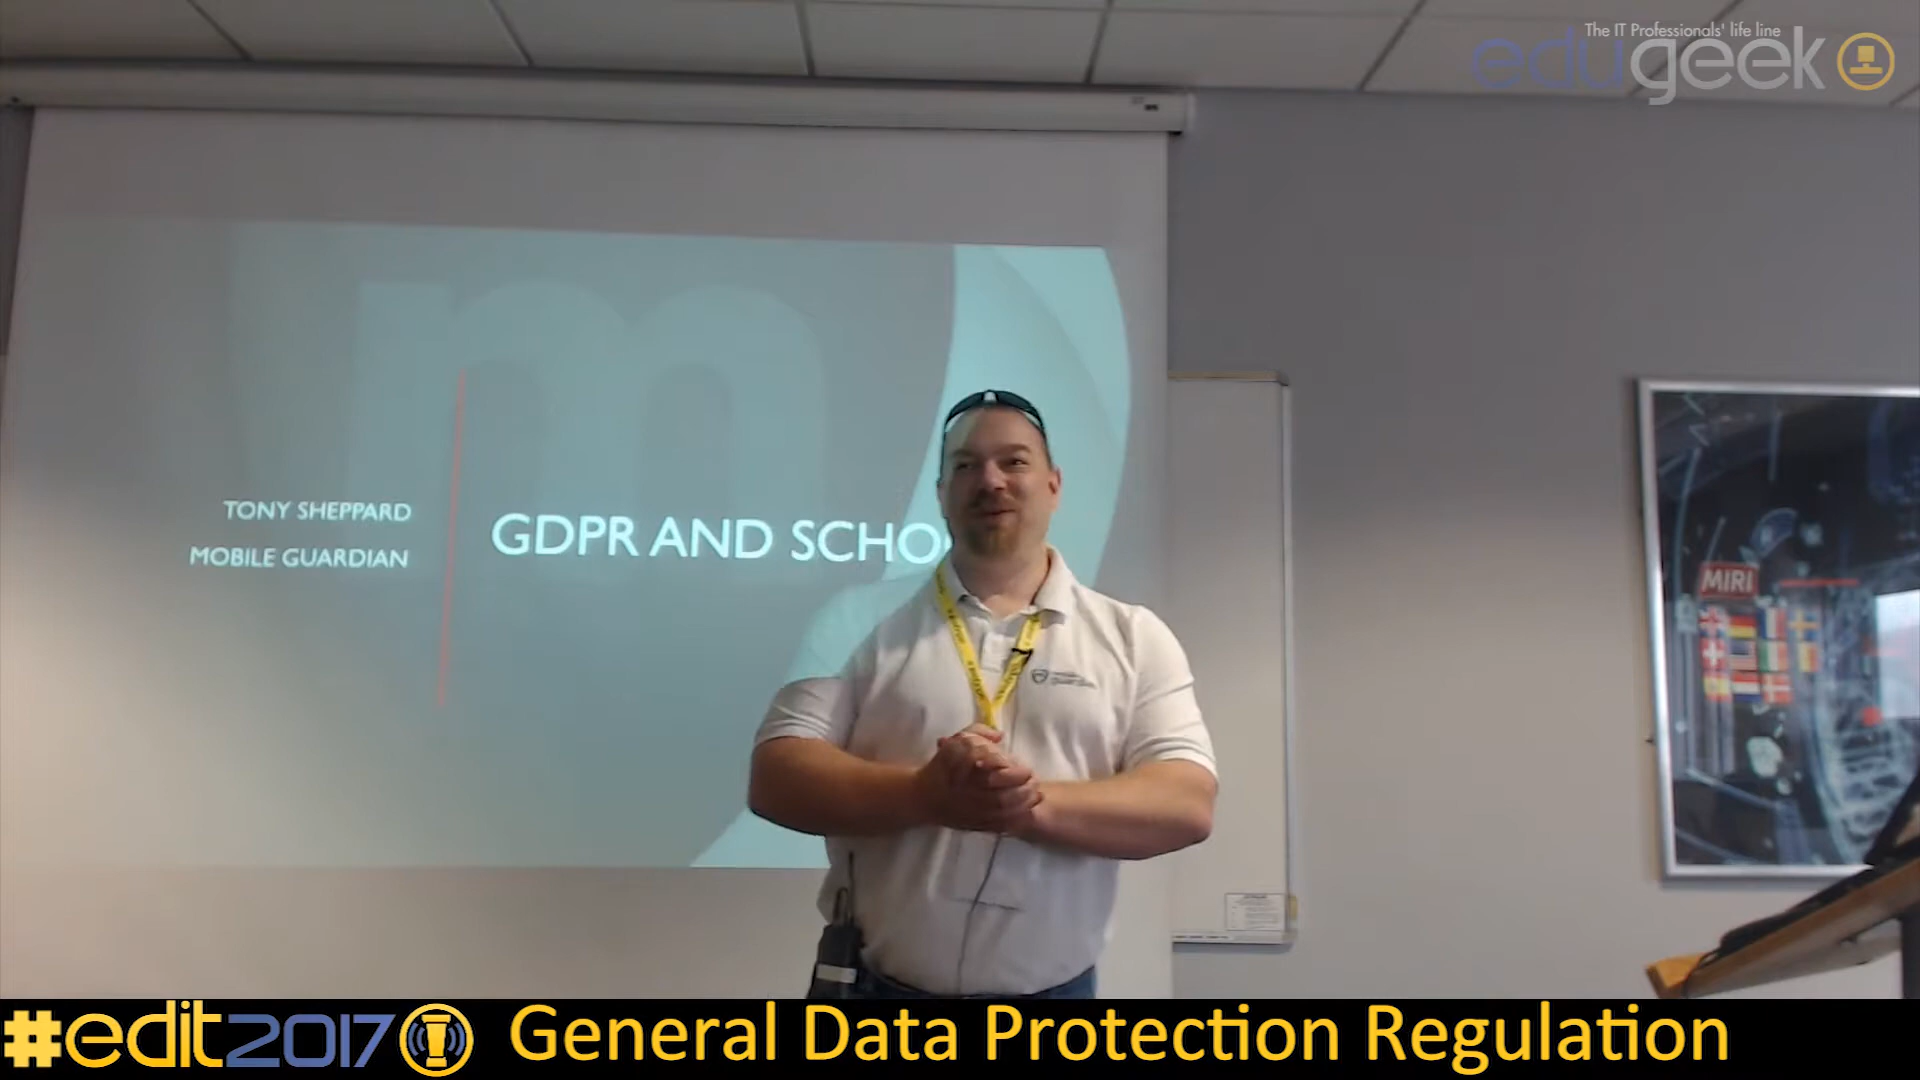 The IT Professionals' life line
edugeek
TONY SHEPPARD
MOBILE GUARDIAN
GDPR AND SCHO
MIRI
#edit2017
General Data Protection Regulation